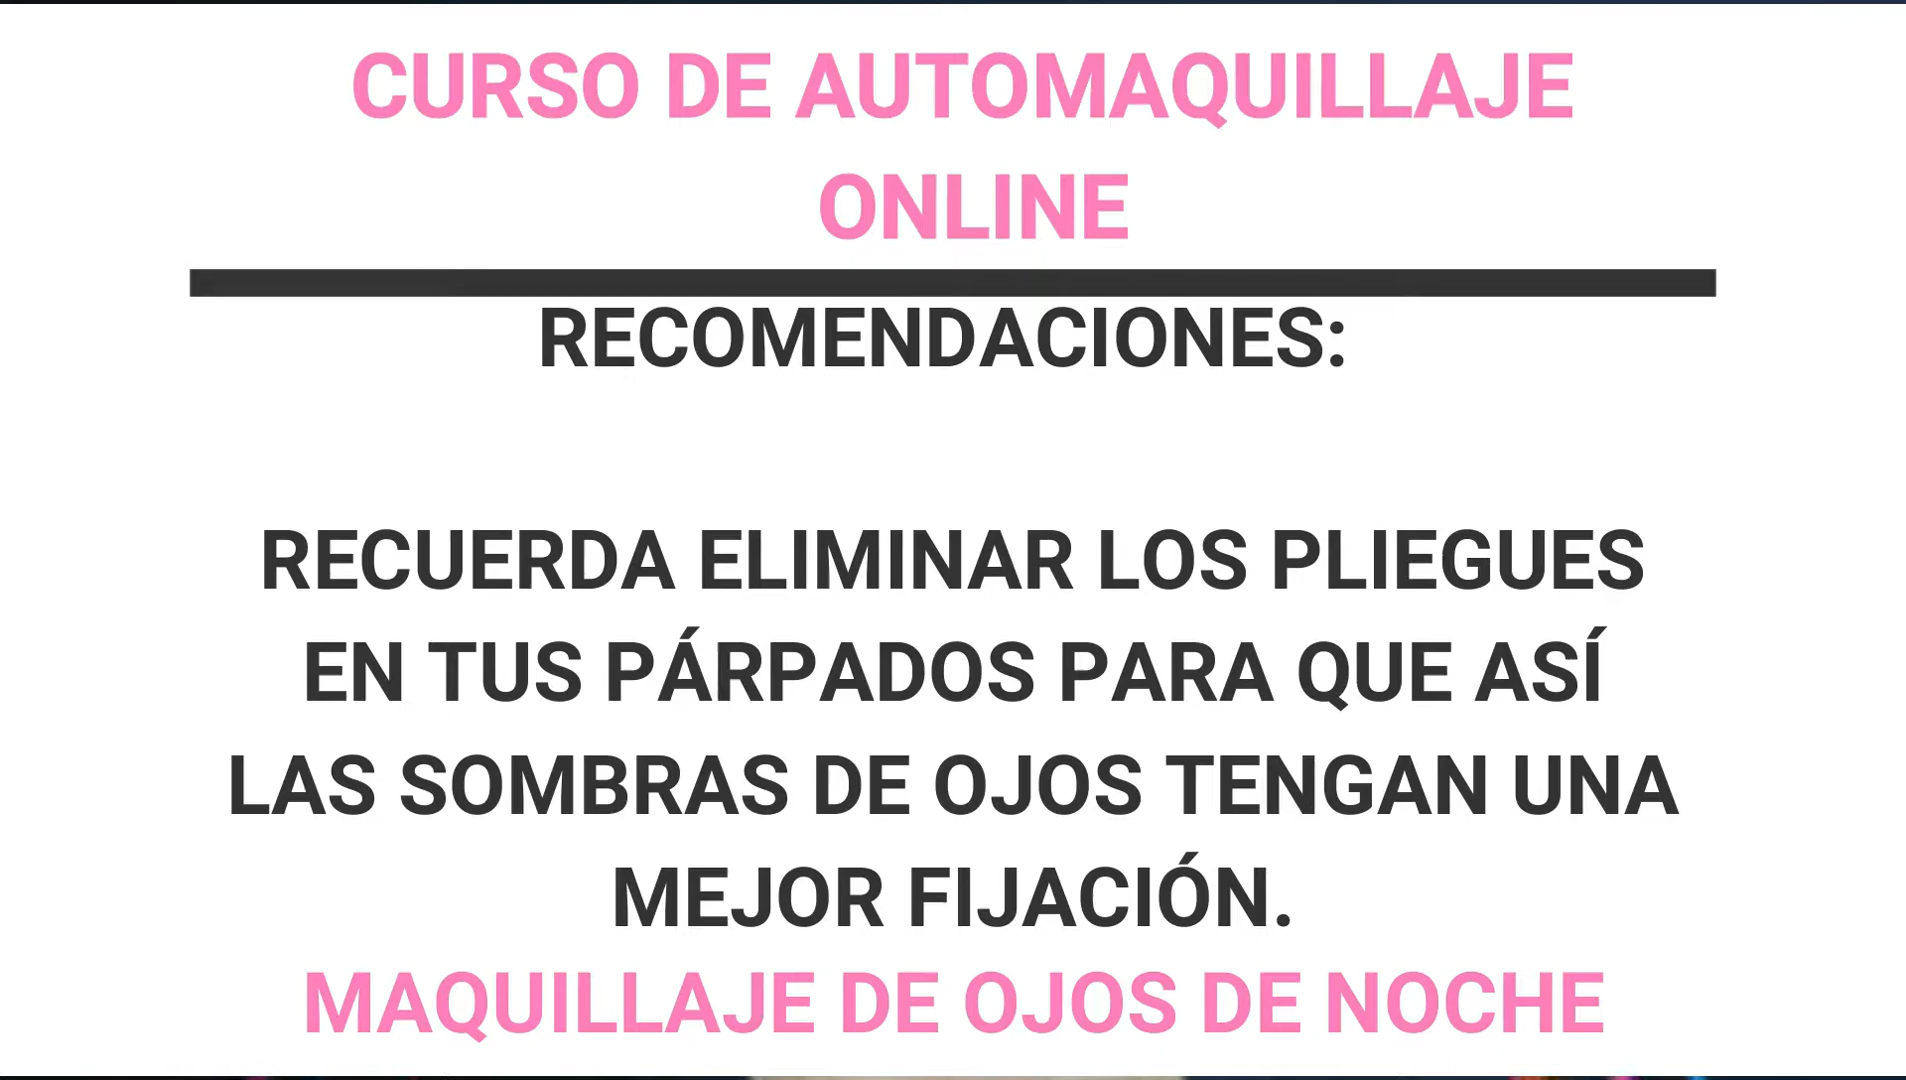 CURSO DE AUTOMAQUILLAJE
ONLINE
RECOMENDACIONES:
RECUERDA ELIMINAR LOS PLIEGUES
EN TUS PÁRPADOS PARA QUE ASÍ
LAS SOMBRAS DE OJOS TENGAN UNA
MEJOR FIJACIÓN.
MAQUILLAJE DE OJOS DE NOCHE